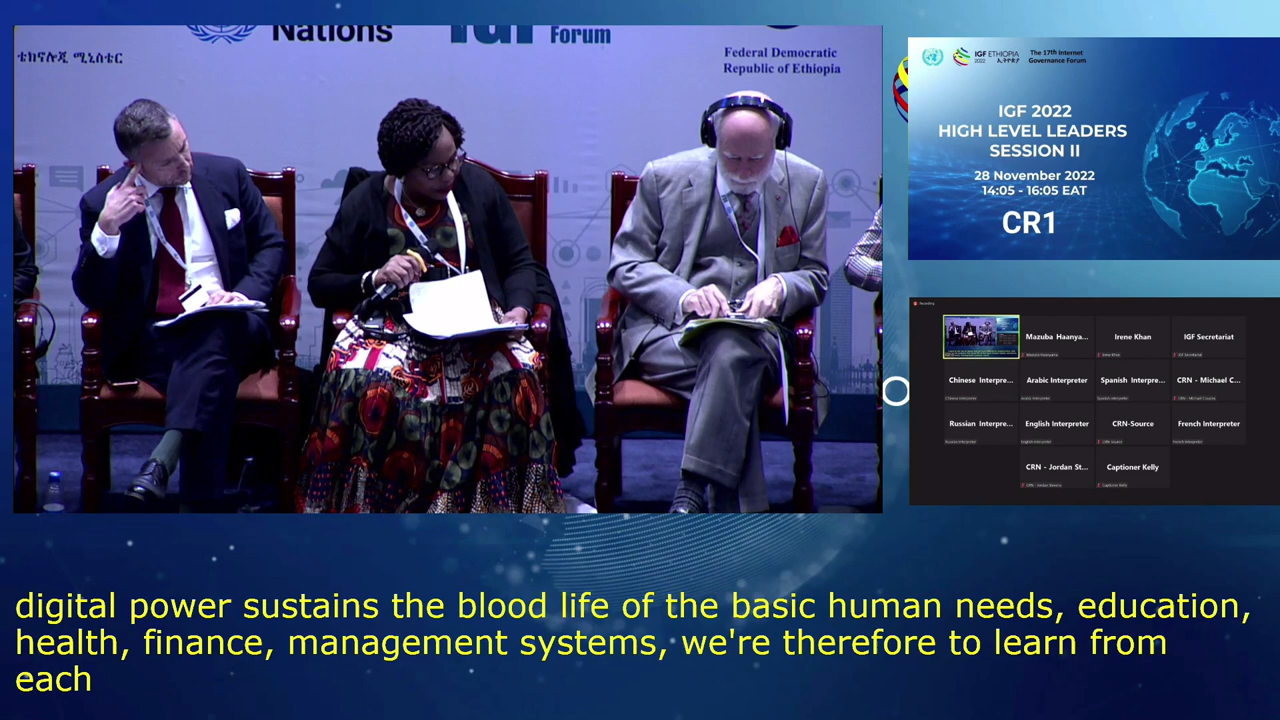 Nations
Forum
ቴክኖሎጂ ሚኒስቴር
Federal Democratic
Republic of Ethiopia
IGF ETHIOPIA
2022 ኢትዮጵያ
The 17th Internet
Governance Forum
IGF 2022
HIGH LEVEL LEADERS
SESSION II
28 November 2022
14:05 - 16:05 EAT
CR1
Recording
Mazuba Haanya...
Irene Khan
IGF Secretariat
Chinese Interpre...
Arabic Interpreter
Spanish Interpre...
CRN - Michael C...
Russian Interpre...
English Interpreter
CRN-Source
French Interpreter
CRN - Jordan St...
Captioner Kelly
digital power sustains the blood life of the basic human needs, education,
health, finance, management systems, we're therefore to learn from
each